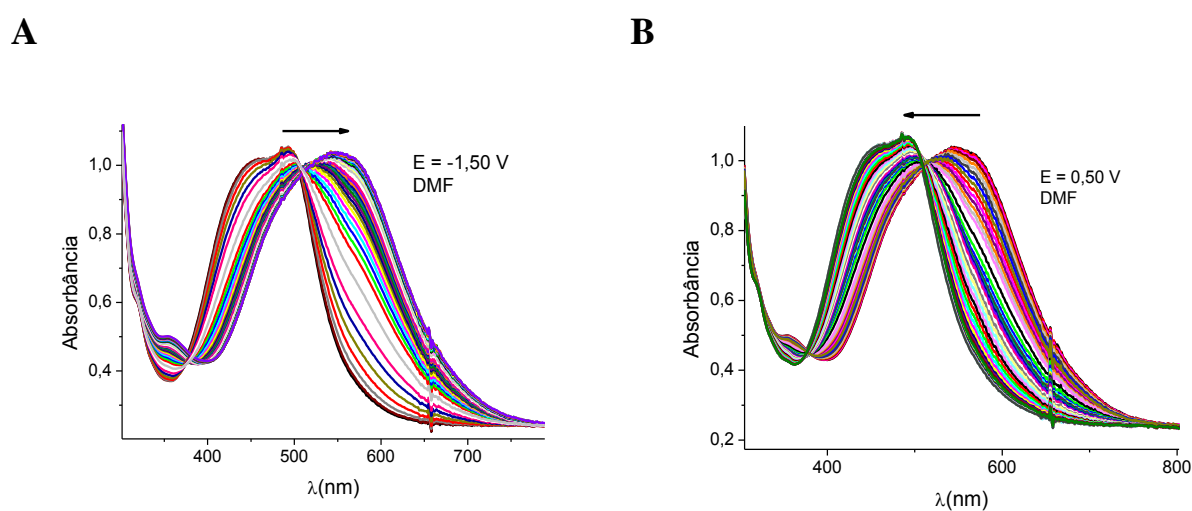 A
B
E = -1,50 V
DMF
E = 0,50 V
DMF
Absorbância
1,0
0,8
0,6
0,4
400
500
600
700
λ(nm)
Absorbância
1,0
0,8
0,6
0,4
0,2
400
600
800
λ(nm)